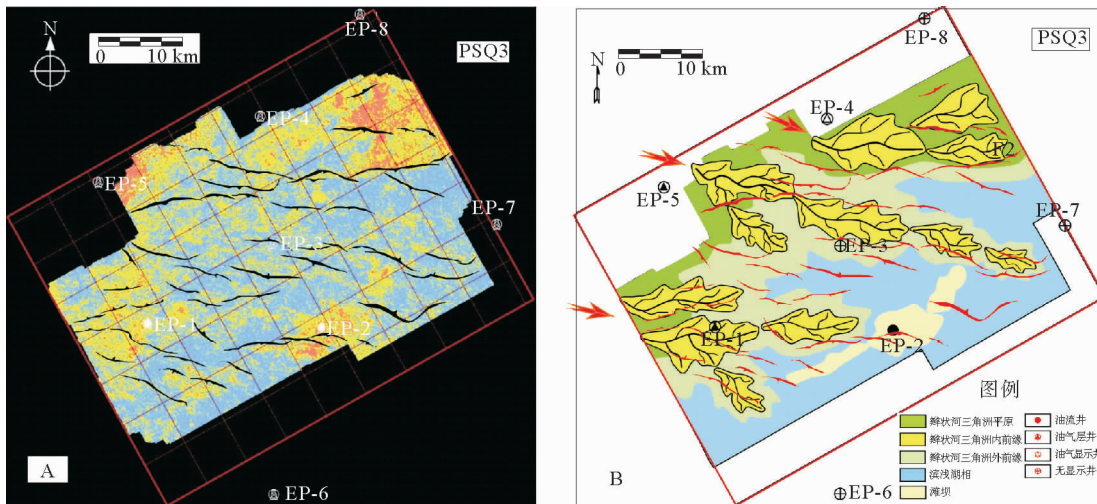 N
0 10 km
PSQ3
EP-8
EP-4
EP-5
EP-7
EP-3
EP-1
EP-2
A
EP-6
PSQ3
EP-8
N
0 10 km
EP-4
F2
EP-5
EP-7
EP-3
EP-1
EP-2
图例
辫状河三角洲平原
油流井
辫状河三角洲内前缘
油气层井
辫状河三角洲外前缘
油气显示井
滨浅湖相
无显示井
滩坝
B
EP-6